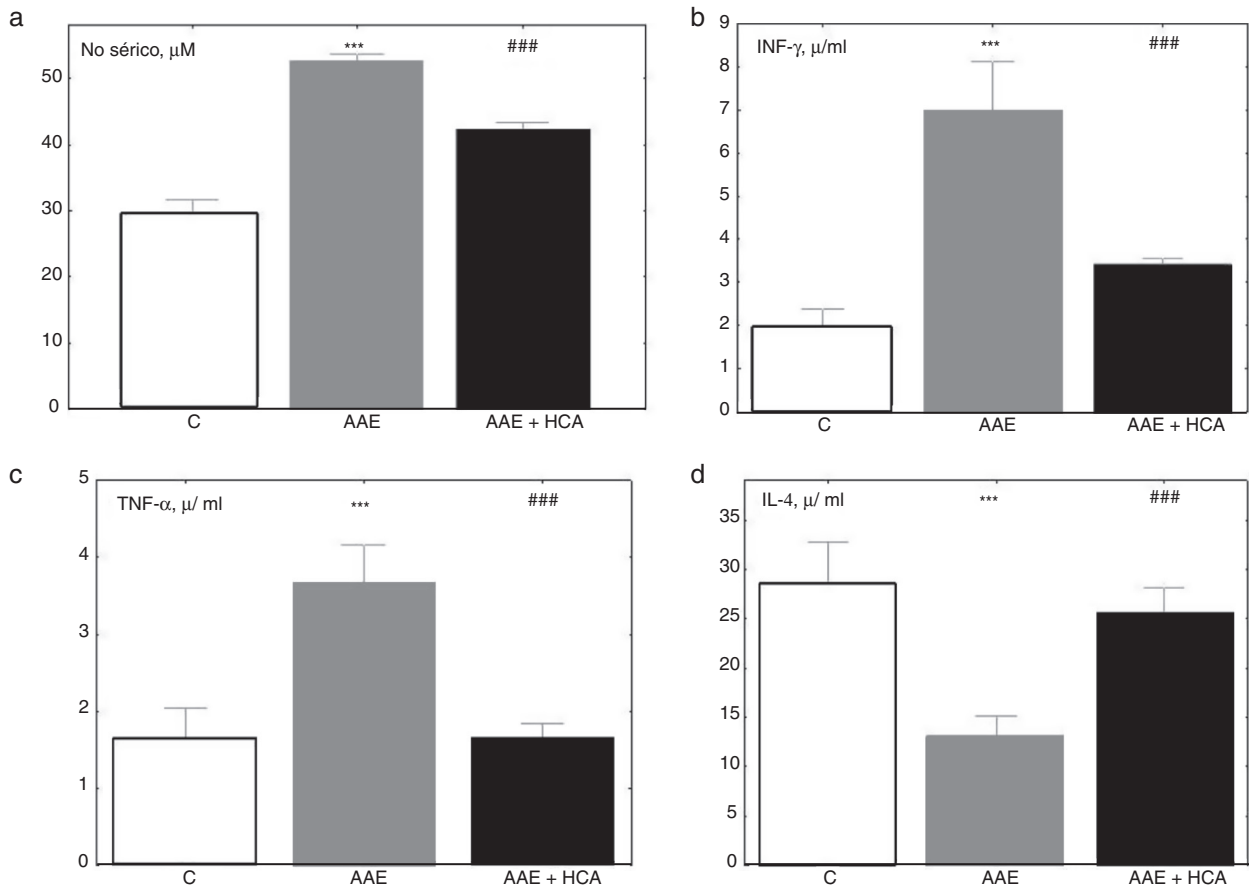 a
No sérico, μM
***
###
50
40
30
20
10
0
C
AAE
AAE + HCA
b
INF-γ, μ/ml
***
###
9
8
7
6
5
4
3
2
1
0
C
AAE
AAE + HCA
c
TNF-α, μ/ ml
***
###
5
4
3
2
1
0
C
AAE
AAE + HCA
d
IL-4, μ/ ml
***
###
35
30
25
20
15
10
5
0
C
AAE
AAE + HCA